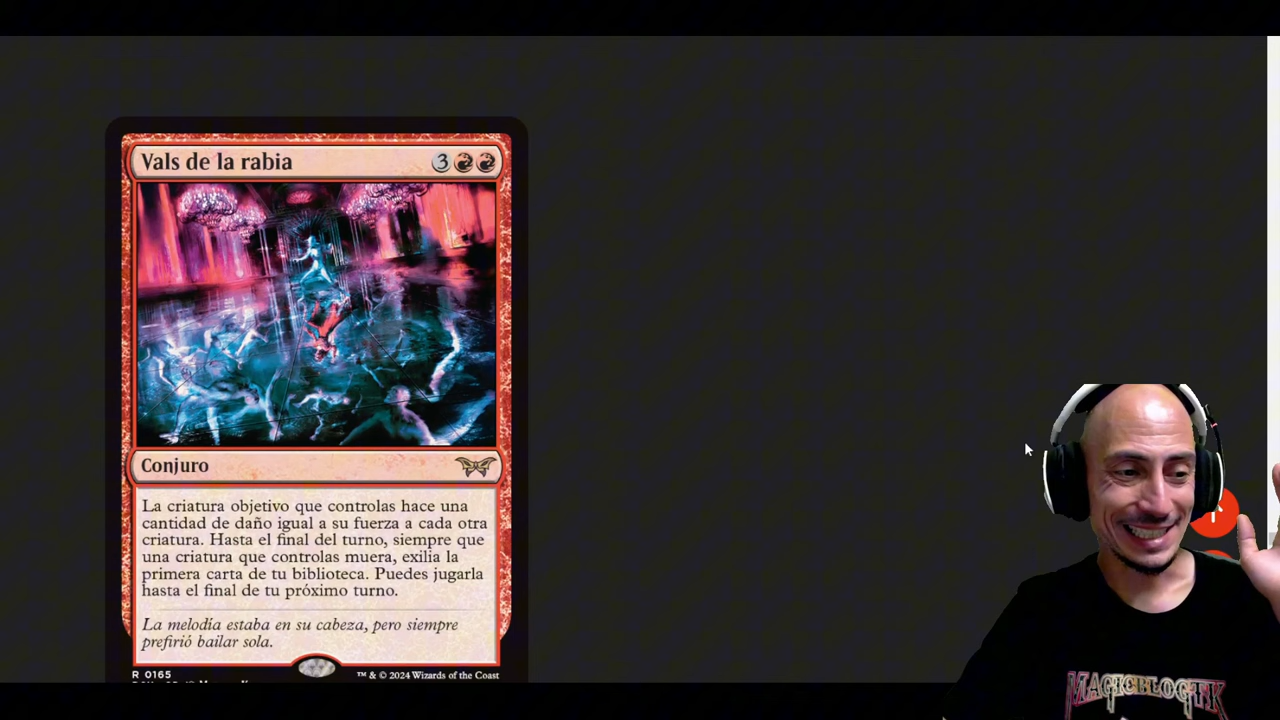 Vals de la rabia 3
Conjuro
La criatura objetivo que controlas hace una
cantidad de daño igual a su fuerza a cada otra
criatura. Hasta el final del turno, siempre que
una criatura que controlas muera, exilia la
primera carta de tu biblioteca. Puedes jugarla
hasta el final de tu próximo turno.
La melodía estaba en su cabeza, pero siempre
prefirió bailar sola.
R 0165
™ & © 2024 Wizards of the Coast
MAGICBLOGTK